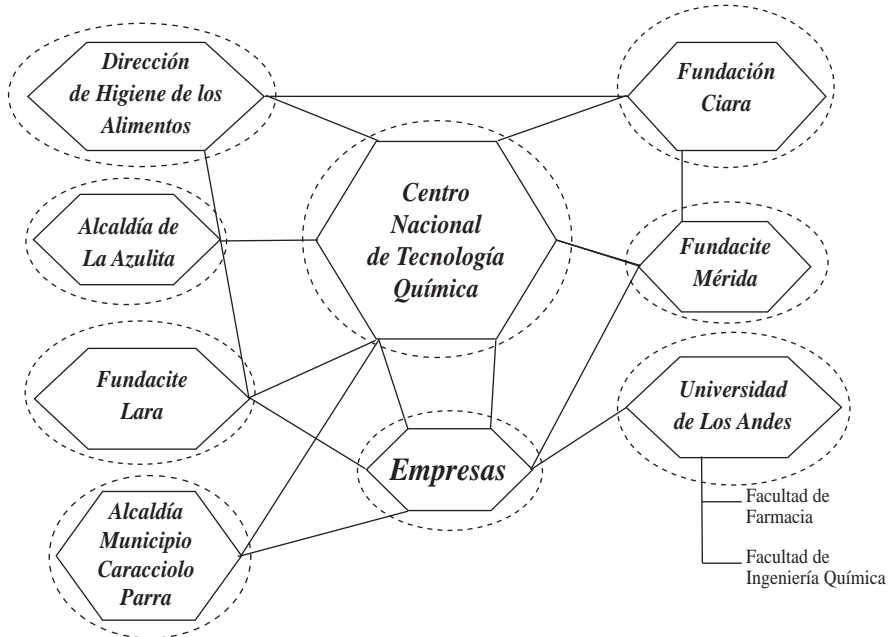 Dirección
de Higiene de los
Alimentos
Fundación
Ciara
Centro
Nacional
de Tecnología
Química
Alcaldía de
La Azulita
Fundacite
Mérida
Fundacite
Lara
Universidad
de Los Andes
Empresas
Alcaldía
Municipio
Caracciolo
Parra
Facultad de
Farmacia
Facultad de
Ingeniería Química